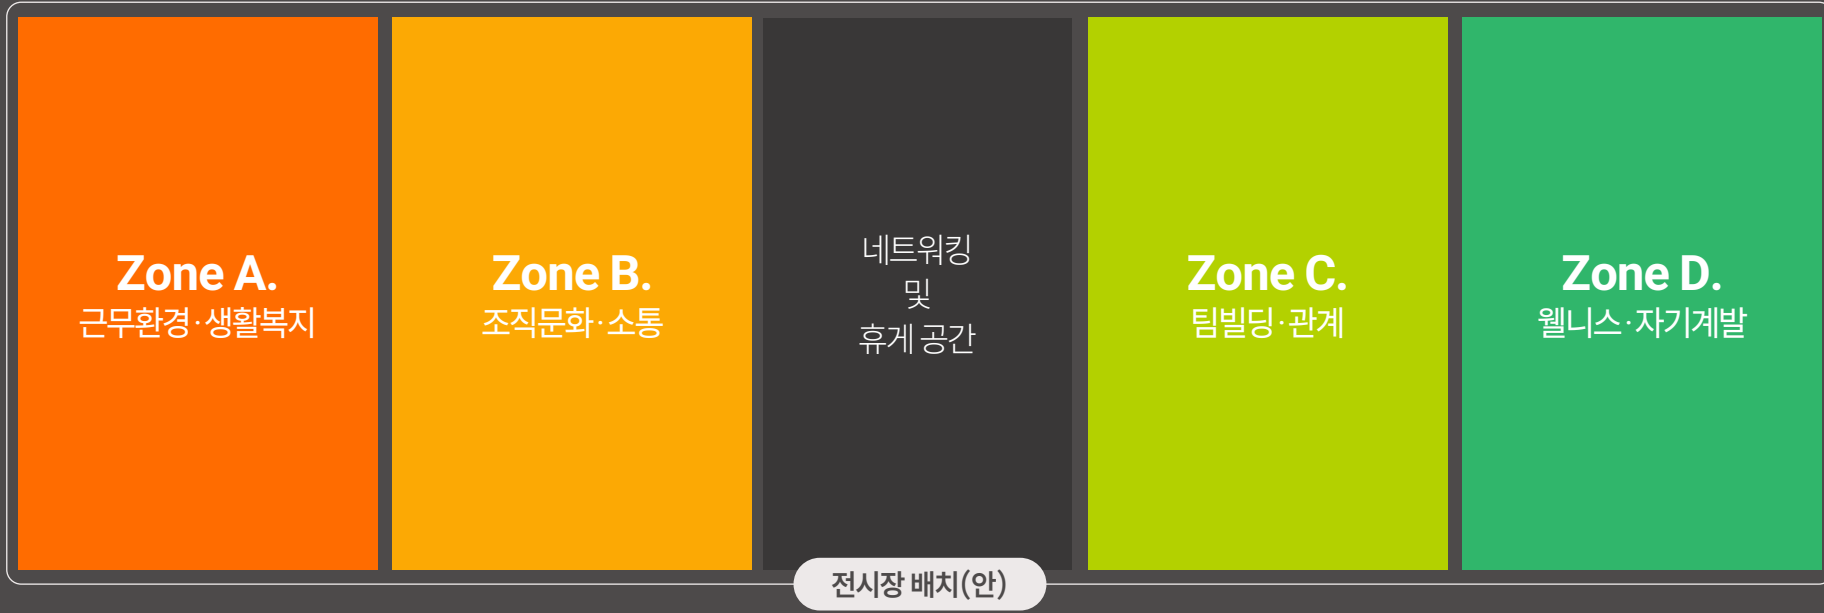 Zone A.
근무환경·생활복지
Zone B.
조직문화·소통
네트워킹
및
휴게 공간
Zone C.
팀빌딩·관계
Zone D.
웰니스·자기계발
전시장 배치(안)